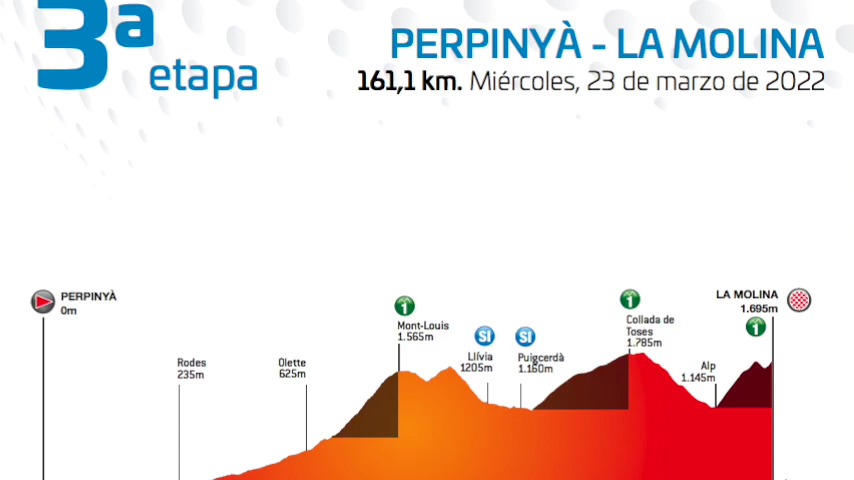 3ª
etapa
PERPINYÀ - LA MOLINA
161,1 km. Miércoles, 23 de marzo de 2022
PERPINYÀ
0m
Rodes
235m
Olette
625m
1
Mont-Louis
1.565m
SI
Llívia
1205m
SI
Puigcerdà
1.160m
1
Collada de
Toses
1.785m
Alp
1.145m
LA MOLINA
1.695m
1